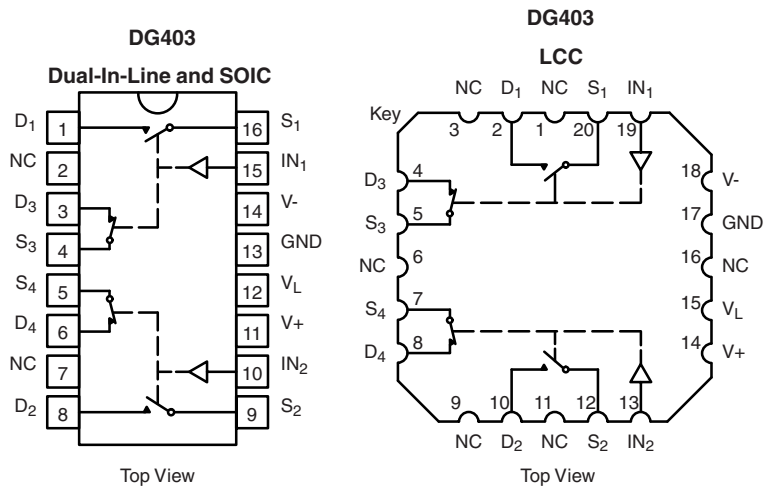 DG403
Dual-In-Line and SOIC
D1 1 16 S1
NC 2 15 IN1
D3 3 14 V-
S3 4 13 GND
S4 5 12 VL
D4 6 11 V+
NC 7 10 IN2
D2 8 9 S2
Top View
DG403
LCC
NC D1 NC S1 IN1
Key
3 2 1 20 19
D3 4 18 V-
S3 5 17 GND
NC 6 16 NC
S4 7 15 VL
D4 8 14 V+
9 10 11 12 13
NC D2 NC S2 IN2
Top View